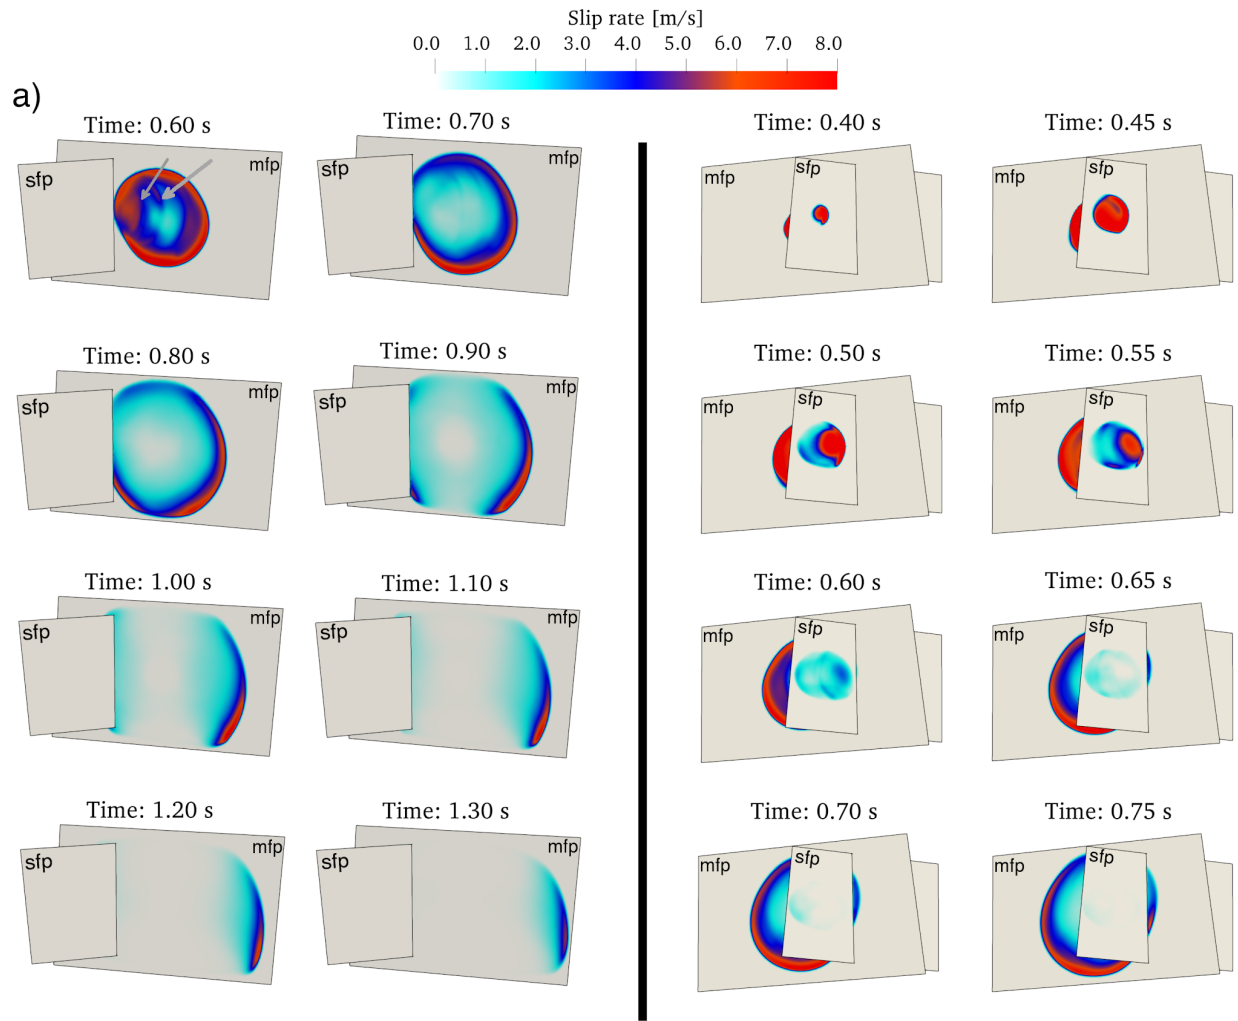 Slip rate [m/s]
0.0 1.0 2.0 3.0 4.0 5.0 6.0 7.0 8.0
a)
Time: 0.60 s
sfp
mfp
Time: 0.70 s
sfp
mfp
Time: 0.40 s
mfp
sfp
Time: 0.45 s
mfp
sfp
Time: 0.80 s
sfp
mfp
Time: 0.90 s
sfp
mfp
Time: 0.50 s
mfp
sfp
Time: 0.55 s
mfp
sfp
Time: 1.00 s
sfp
mfp
Time: 1.10 s
sfp
mfp
Time: 0.60 s
mfp
sfp
Time: 0.65 s
mfp
sfp
Time: 1.20 s
sfp
mfp
Time: 1.30 s
sfp
mfp
Time: 0.70 s
mfp
sfp
Time: 0.75 s
mfp
sfp